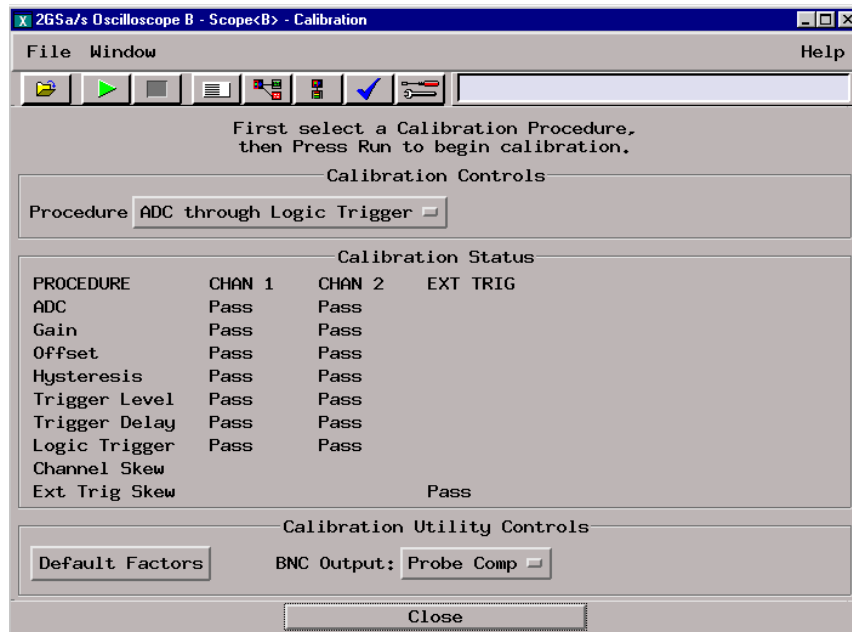 2GSa/s Oscilloscope B - Scope<B> - Calibration
File Window Help
First select a Calibration Procedure,
then Press Run to begin calibration.
Calibration Controls
Procedure ADC through Logic Trigger
Calibration Status
PROCEDURE CHAN 1 CHAN 2 EXT TRIG
ADC Pass Pass
Gain Pass Pass
Offset Pass Pass
Hysteresis Pass Pass
Trigger Level Pass Pass
Trigger Delay Pass Pass
Logic Trigger Pass Pass
Channel Skew
Ext Trig Skew Pass
Calibration Utility Controls
Default Factors BNC Output: Probe Comp
Close